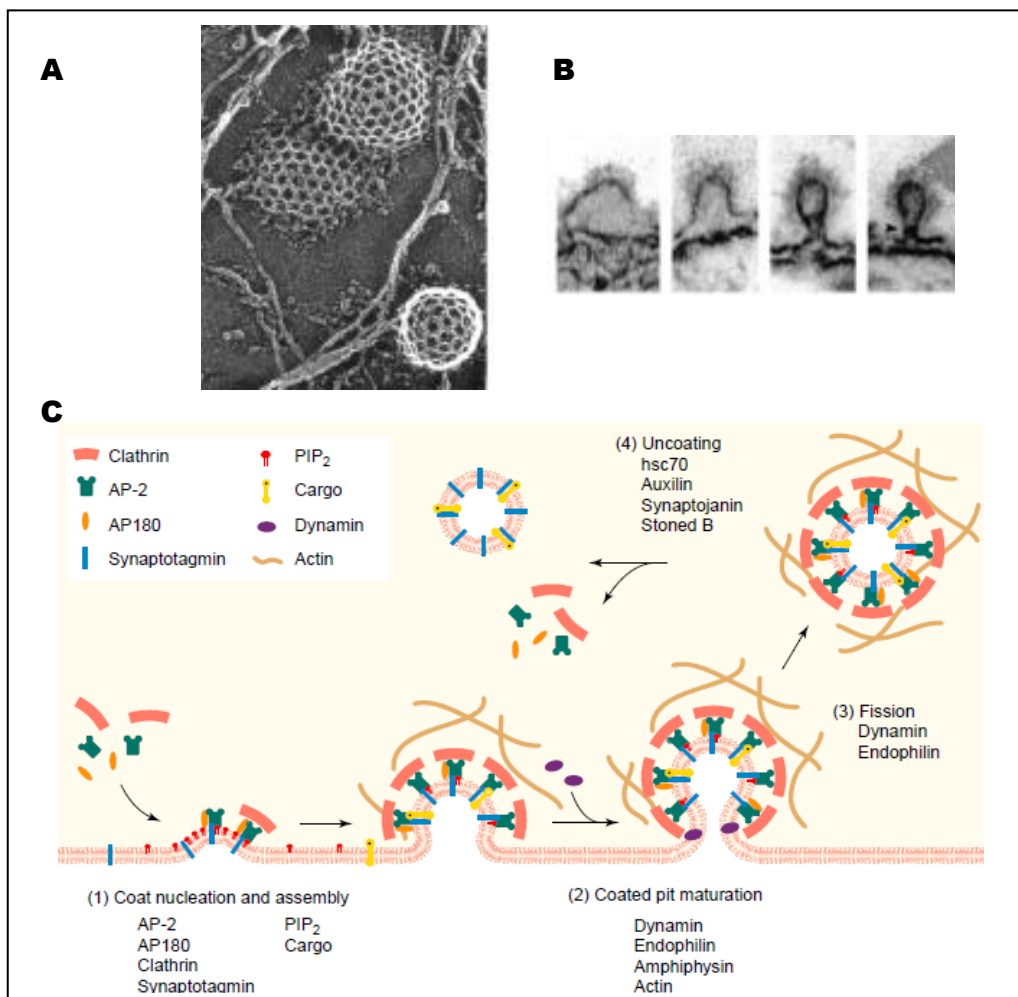 A
B
C
Clathrin
PIP2
AP-2
Cargo
AP180
Dynamin
Synaptotagmin
Actin
(4) Uncoating
hsc70
Auxilin
Synaptojanin
Stoned B
(3) Fission
Dynamin
Endophilin
(1) Coat nucleation and assembly
AP-2
PIP2
AP180
Cargo
Clathrin
Synaptotagmin
(2) Coated pit maturation
Dynamin
Endophilin
Amphiphysin
Actin